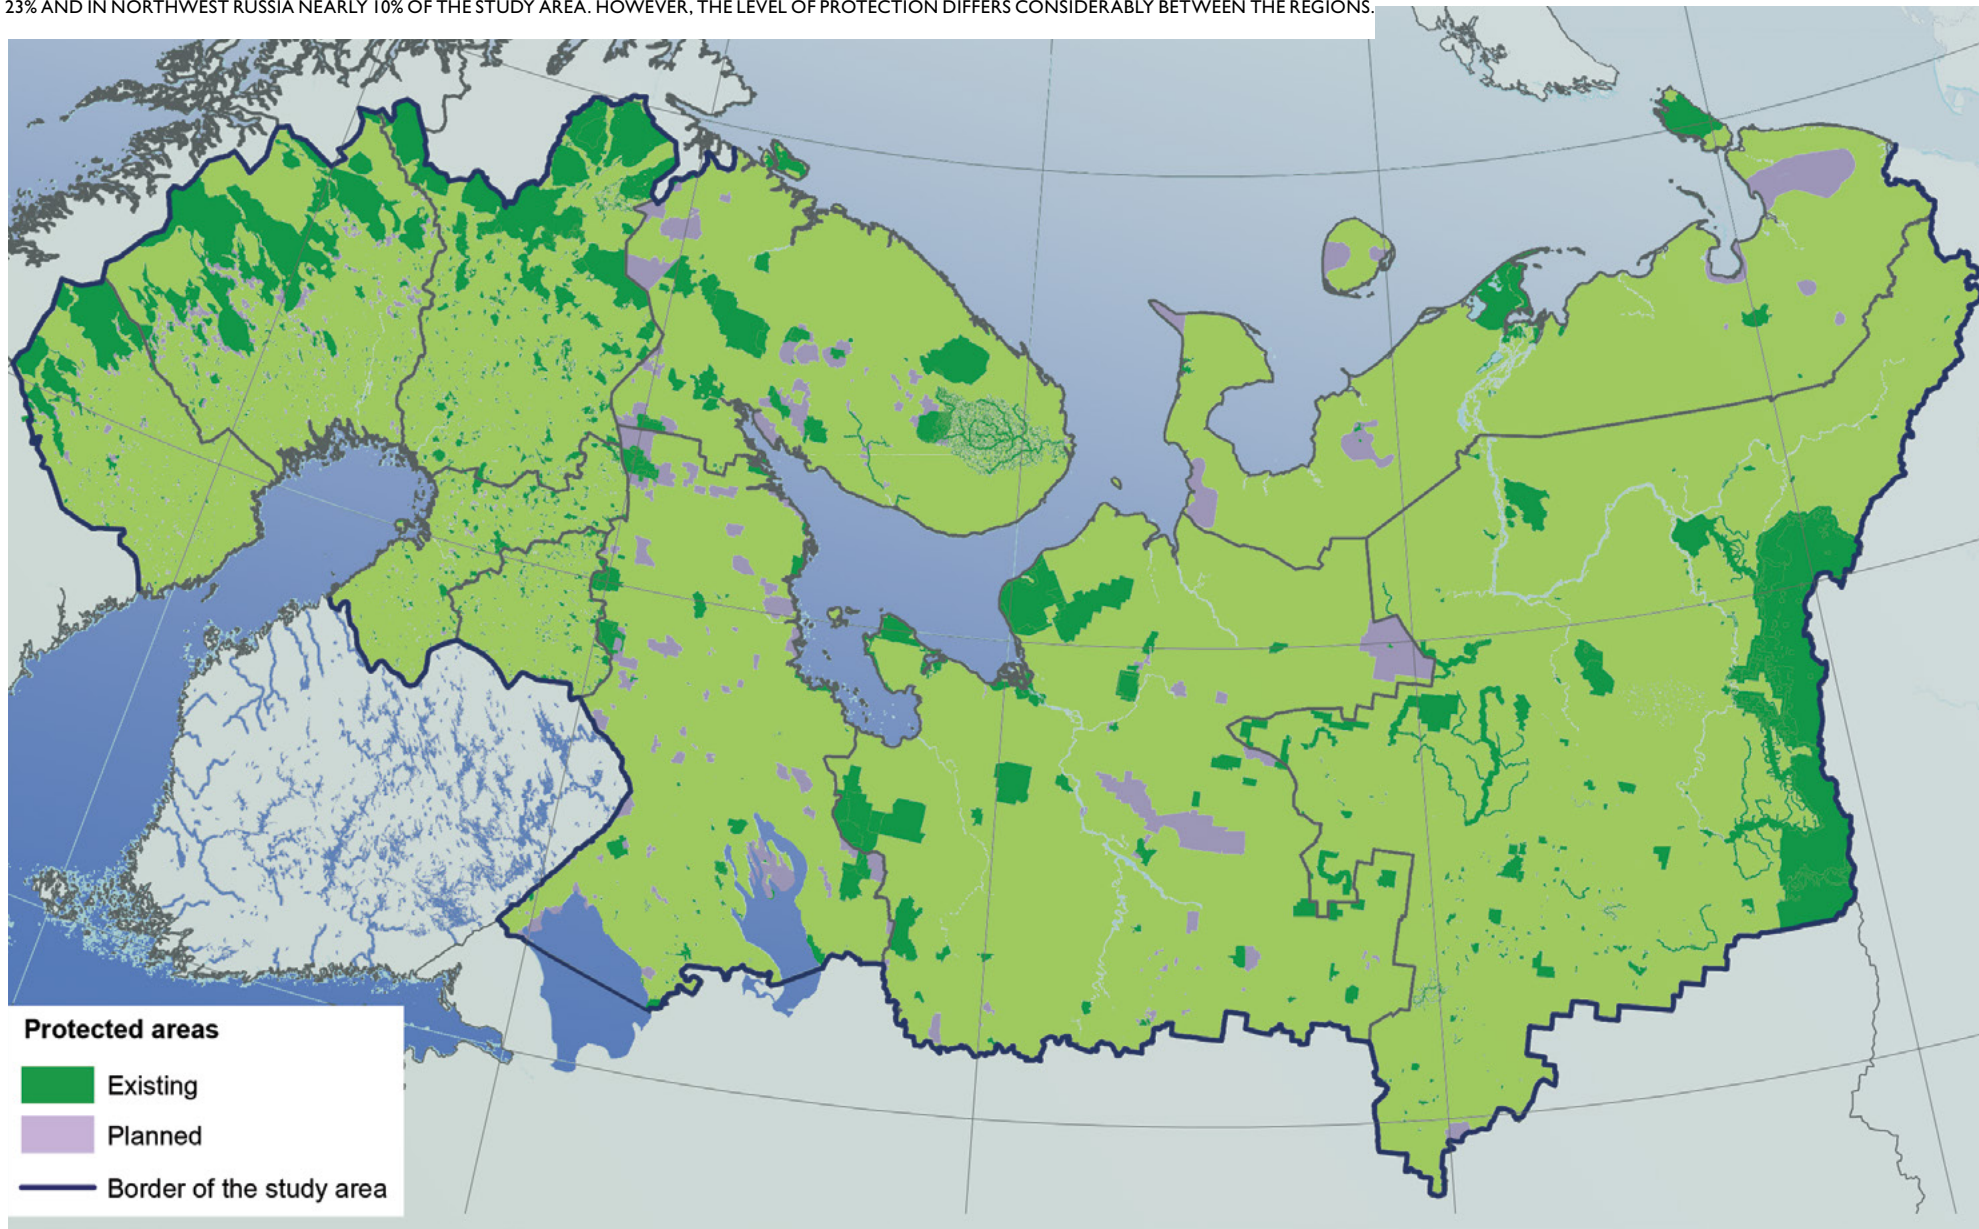 23% AND IN NORTHWEST RUSSIA NEARLY 10% OF THE STUDY AREA. HOWEVER, THE LEVEL OF PROTECTION DIFFERS CONSIDERABLY BETWEEN THE REGIONS.
Protected areas
Existing
Planned
Border of the study area